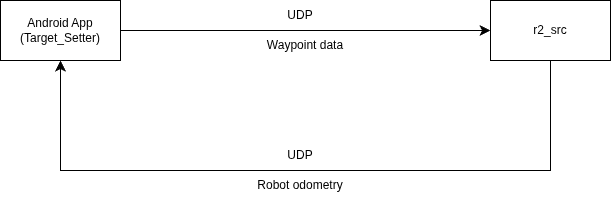 Android App
(Target_Setter)
UDP
Waypoint data
r2_src
UDP
Robot odometry